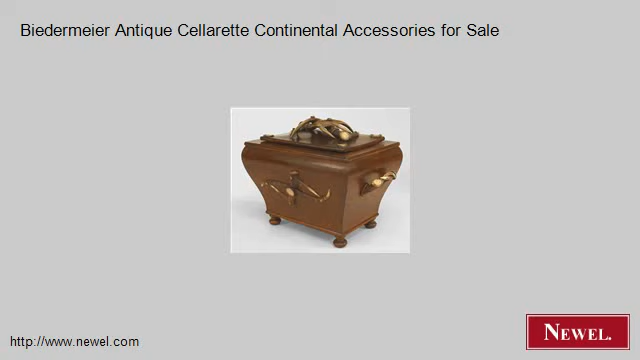 Biedermeier Antique Cellarette Continental Accessories for Sale
http://www.newel.com
NEWEL.